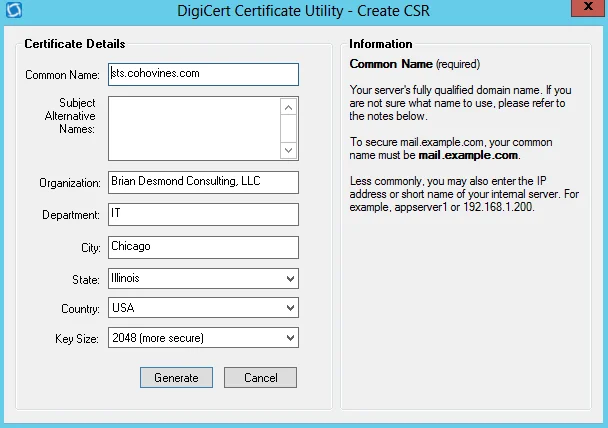 DigiCert Certificate Utility - Create CSR
x
Certificate Details
Common Name:
sts.cohovines.com
Subject
Alternative
Names:
Organization:
Brian Desmond Consulting, LLC
Department:
IT
City:
Chicago
State:
Illinois
Country:
USA
Key Size:
2048 (more secure)
Generate
Cancel
Information
Common Name (required)
Your server's fully qualified domain name. If you
are not sure what name to use, please refer to
the notes below.
To secure mail.example.com, your common
name must be mail.example.com.
Less commonly, you may also enter the IP
address or short name of your internal server. For
example, appserver1 or 192.168.1.200.